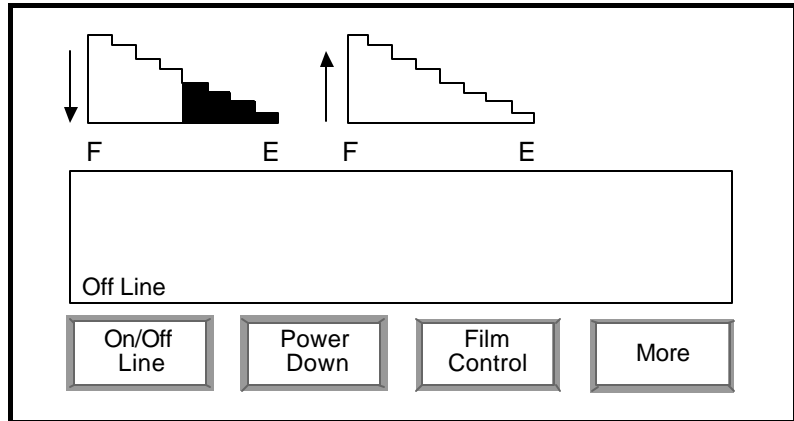 F E F E
Off Line
On/Off
Line
Power
Down
Film
Control
More